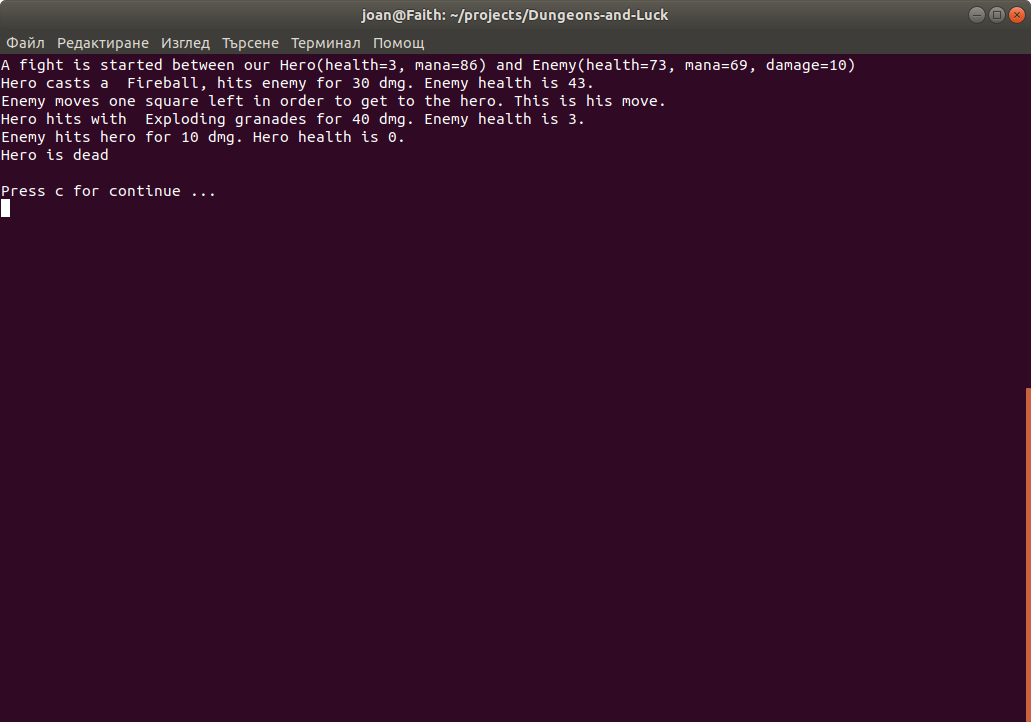 joan@Faith: ~/projects/Dungeons-and-Luck
Файл Редактиране Изглед Търсене Терминал Помощ
A fight is started between our Hero(health=3, mana=86) and Enemy(health=73, mana=69, damage=10)
Hero casts a  Fireball, hits enemy for 30 dmg. Enemy health is 43.
Enemy moves one square left in order to get to the hero. This is his move.
Hero hits with  Exploding granades for 40 dmg. Enemy health is 3.
Enemy hits hero for 10 dmg. Hero health is 0.
Hero is dead
Press c for continue ...